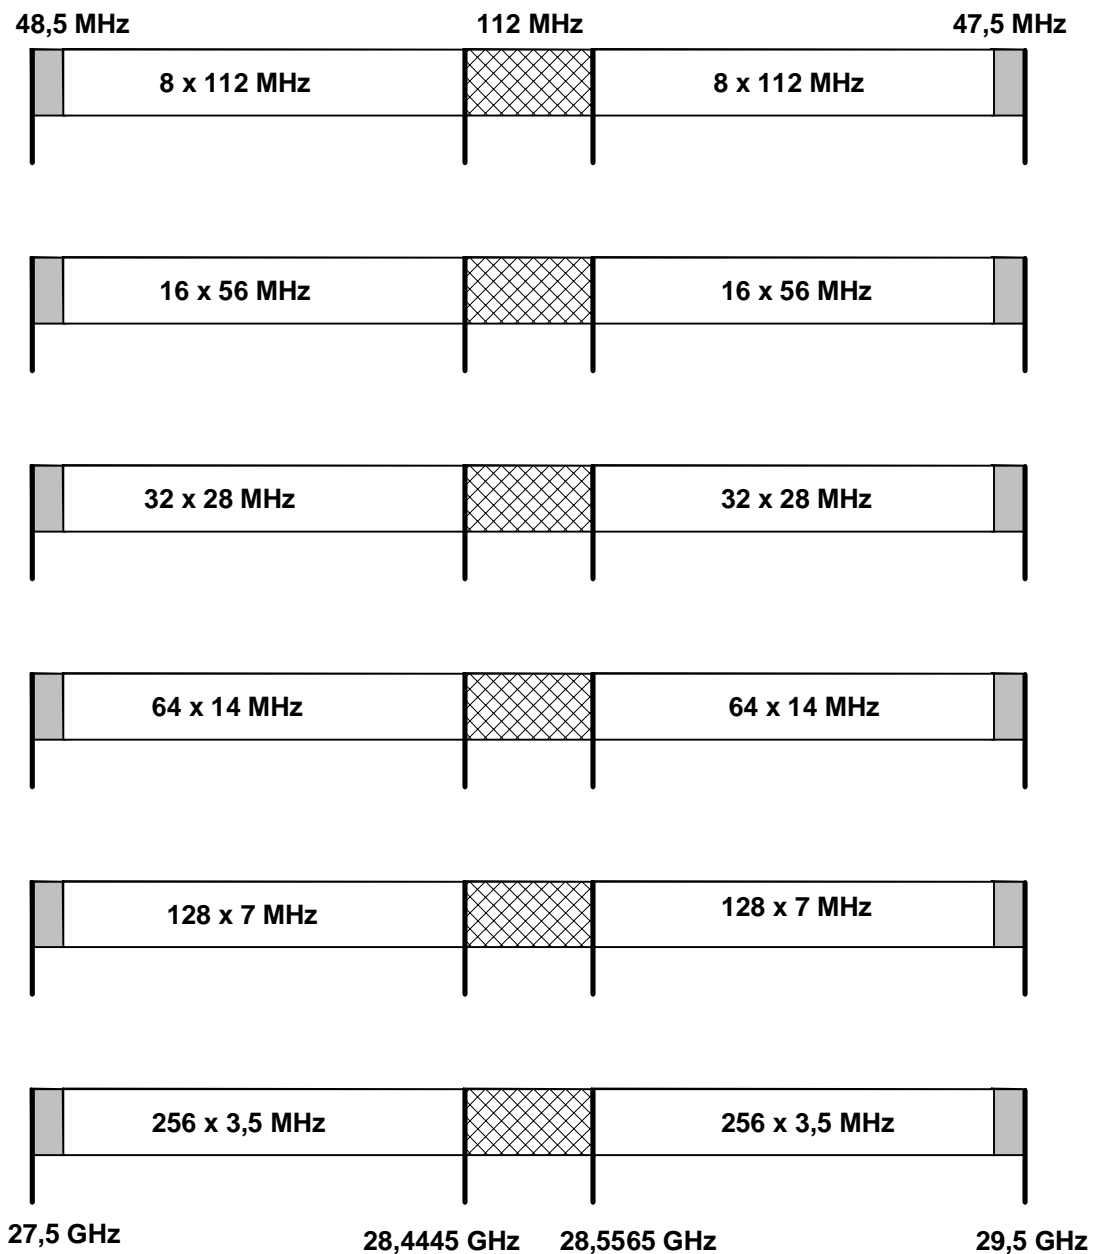 48,5 MHz 112 MHz 47,5 MHz
8 x 112 MHz 8 x 112 MHz
16 x 56 MHz 16 x 56 MHz
32 x 28 MHz 32 x 28 MHz
64 x 14 MHz 64 x 14 MHz
128 x 7 MHz 128 x 7 MHz
256 x 3,5 MHz 256 x 3,5 MHz
27,5 GHz 28,4445 GHz 28,5565 GHz 29,5 GHz